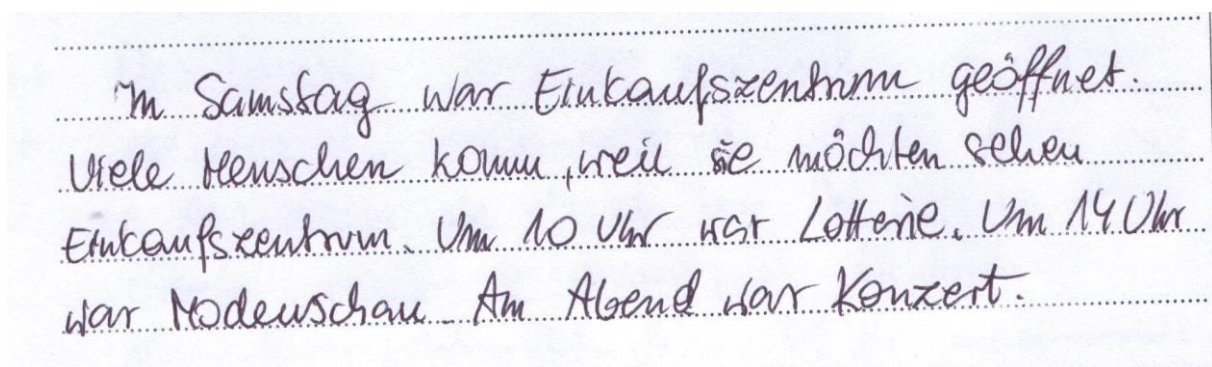 Im Samstag war Einkaufszentrum geöffnet.
Viele Menschen komm, weil sie möchten sehen
Einkaufszentrum. Um 10 Uhr war Lotterie. Um 14 Uhr
war Modenschau. Am Abend war Konzert.